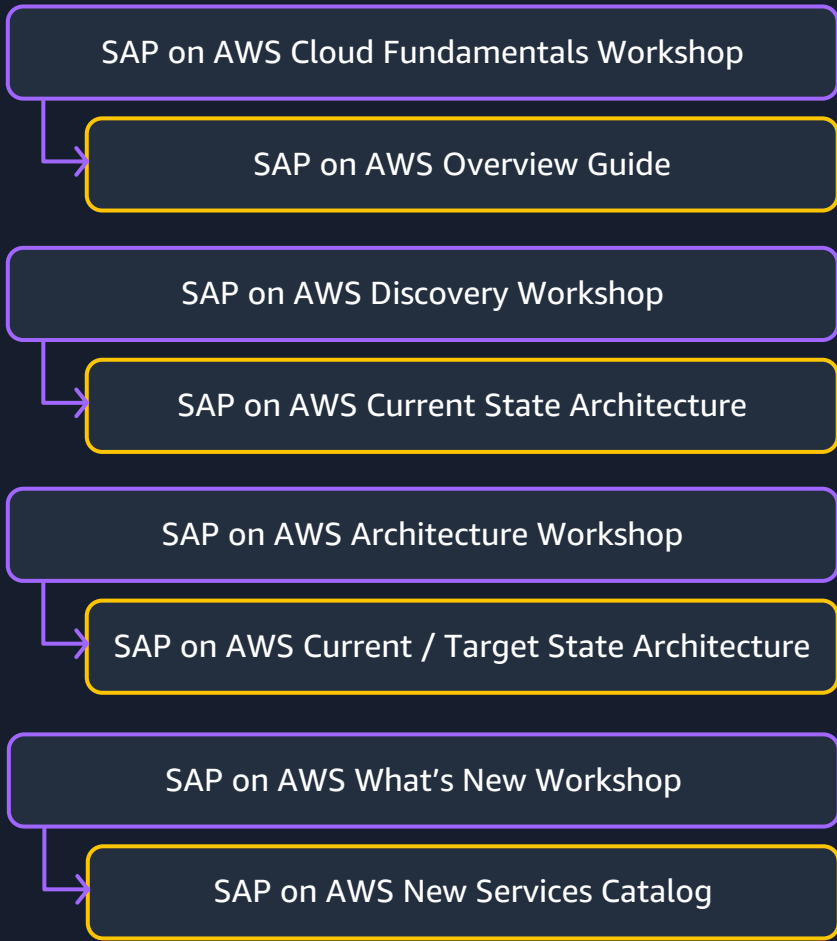 SAP on AWS Cloud Fundamentals Workshop
SAP on AWS Overview Guide
SAP on AWS Discovery Workshop
SAP on AWS Current State Architecture
SAP on AWS Architecture Workshop
SAP on AWS Current / Target State Architecture
SAP on AWS What’s New Workshop
SAP on AWS New Services Catalog